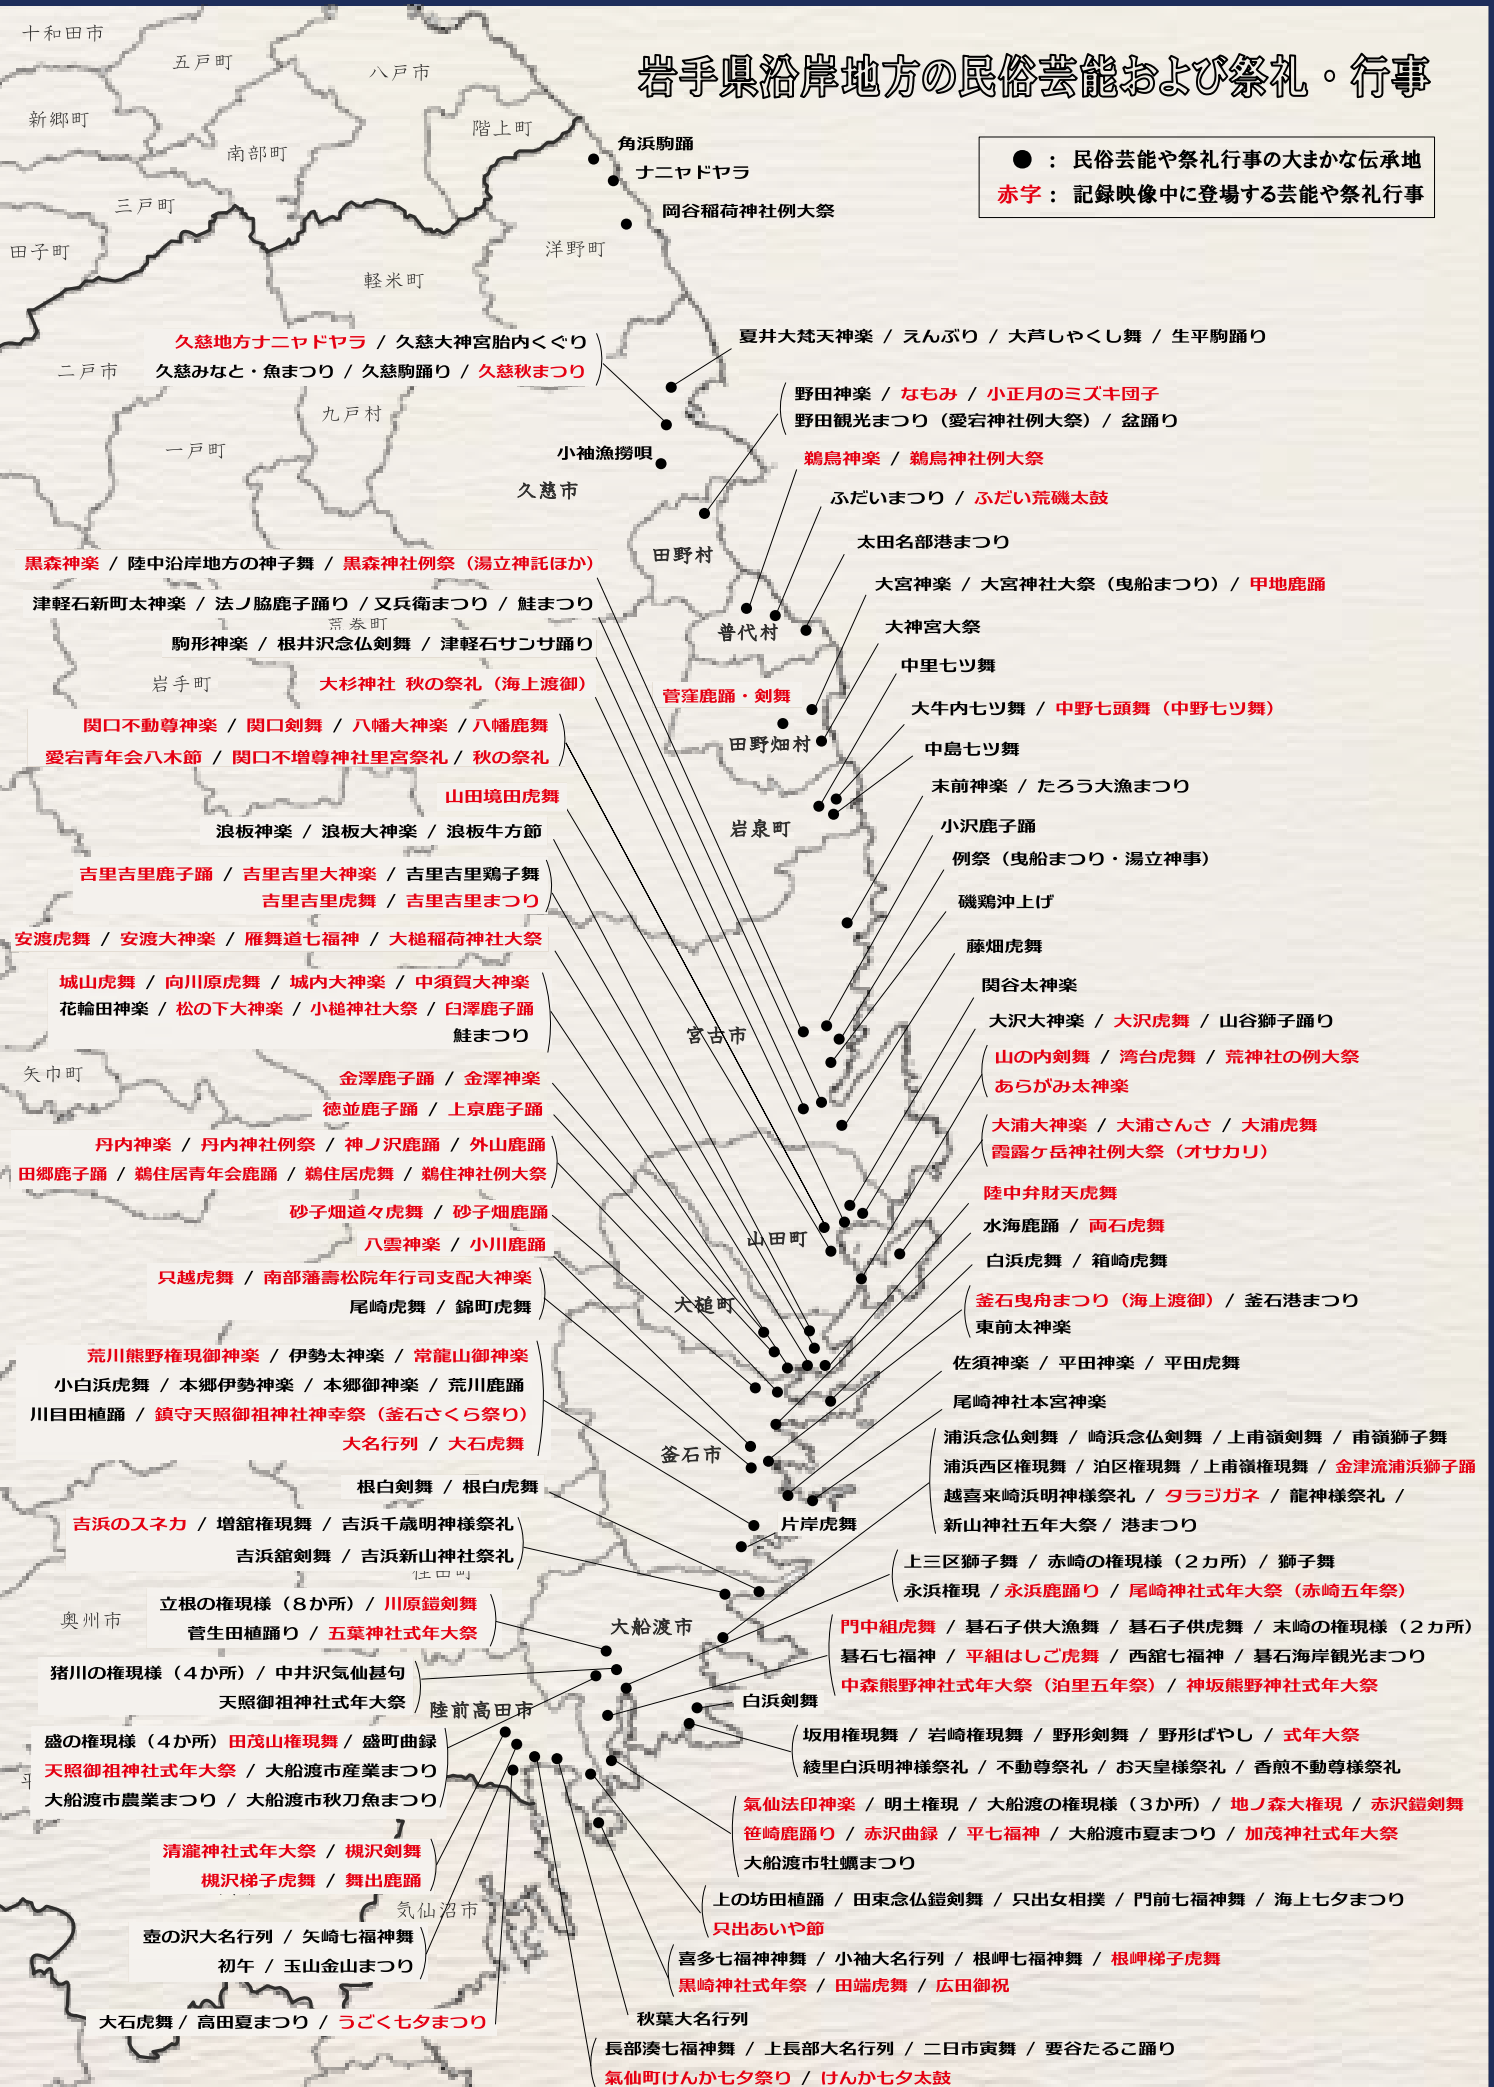 岩手県沿岸地方の民俗芸能および祭礼・行事
● : 民俗芸能や祭礼行事の大まかな伝承地
赤字 : 記録映像中に登場する芸能や祭礼行事
十和田市
五戸町
八戸市
新郷町
階上町
南部町
三戸町
田子町
軽米町
洋野町
角浜駒踊
ナニャドヤラ
岡谷稲荷神社例大祭
二戸市
九戸村
一戸町
久慈市
久慈地方ナニャドヤラ / 久慈大神宮胎内くぐり
久慈みなと・魚まつり / 久慈駒踊り / 久慈秋まつり
小袖漁撈唄
夏井大梵天神楽 / えんぶり / 大芦しゃくし舞 / 生平駒踊り
野田神楽 / なもみ / 小正月のミズキ団子
野田観光まつり（愛宕神社例大祭）/ 盆踊り
鵜鳥神楽 / 鵜鳥神社例大祭
ふだいまつり / ふだい荒磯太鼓
太田名部港まつり
大宮神楽 / 大宮神社大祭（曳船まつり）/ 甲地鹿踊
大神宮大祭
中里七ツ舞
大牛内七ツ舞 / 中野七頭舞（中野七ツ舞）
中島七ツ舞
末前神楽 / たろう大漁まつり
小沢鹿子踊
例祭（曳船まつり・湯立神事）
磯鶏沖上げ
藤畑虎舞
関谷太神楽
大沢大神楽 / 大沢虎舞 / 山谷獅子踊り
山の内剣舞 / 湾台虎舞 / 荒神社の例大祭
あらがみ太神楽
大浦大神楽 / 大浦さんさ / 大浦虎舞
霞露ケ岳神社例大祭（オサカリ）
陸中弁財天虎舞
水海鹿踊 / 両石虎舞
白浜虎舞 / 箱崎虎舞
釜石曳舟まつり（海上渡御）/ 釜石港まつり
東前太神楽
佐須神楽 / 平田神楽 / 平田虎舞
尾崎神社本宮神楽
浦浜念仏剣舞 / 崎浜念仏剣舞 / 上甫嶺剣舞 / 甫嶺獅子舞
浦浜西区権現舞 / 泊区権現舞 / 上甫嶺権現舞 / 金津流浦浜獅子踊
越喜来崎浜明神様祭礼 / タラジガネ / 龍神様祭礼 /
新山神社五年大祭 / 港まつり
上三区獅子舞 / 赤崎の権現様（２ヵ所）/ 獅子舞
永浜権現 / 永浜鹿踊り / 尾崎神社式年大祭（赤崎五年祭）
門中組虎舞 / 碁石子供大漁舞 / 碁石子供虎舞 / 末崎の権現様（２ヵ所）
碁石七福神 / 平組はしご虎舞 / 西舘七福神 / 碁石海岸観光まつり
中森熊野神社式年大祭（泊里五年祭）/ 神坂熊野神社式年大祭
白浜剣舞
坂用権現舞 / 岩崎権現舞 / 野形剣舞 / 野形ばやし / 式年大祭
綾里白浜明神様祭礼 / 不動尊祭礼 / お天皇様祭礼 / 香煎不動尊様祭礼
氣仙法印神楽 / 明土権現 / 大船渡の権現様（３か所）/ 地ノ森大権現 / 赤沢鎧剣舞
笹崎鹿踊り / 赤沢曲録 / 平七福神 / 大船渡市夏まつり / 加茂神社式年大祭
大船渡市牡蠣まつり
上の坊田植踊 / 田束念仏鎧剣舞 / 只出女相撲 / 門前七福神舞 / 海上七夕まつり
只出あいや節
喜多七福神神舞 / 小袖大名行列 / 根岬七福神舞 / 根岬梯子虎舞
黒崎神社式年祭 / 田端虎舞 / 広田御祝
秋葉大名行列
長部湊七福神舞 / 上長部大名行列 / 二日市寅舞 / 要谷たるこ踊り
氣仙町けんか七夕祭り / けんか七夕太鼓
田野村
普代村
菅窪鹿踊・剣舞
田野畑村
岩泉町
岩手町
宮古市
矢巾町
山田町
大槌町
釜石市
片岸虎舞
大船渡市
奥州市
陸前高田市
気仙沼市
黒森神楽 / 陸中沿岸地方の神子舞 / 黒森神社例祭（湯立神託ほか）
津軽石新町太神楽 / 法ノ脇鹿子踊り / 又兵衛まつり / 鮭まつり
駒形神楽 / 根井沢念仏剣舞 / 津軽石サンサ踊り
大杉神社 秋の祭礼（海上渡御）
関口不動尊神楽 / 関口剣舞 / 八幡大神楽 / 八幡鹿舞
愛宕青年会八木節 / 関口不増尊神社里宮祭礼 / 秋の祭礼
山田境田虎舞
浪板神楽 / 浪板大神楽 / 浪板牛方節
吉里吉里鹿子踊 / 吉里吉里大神楽 / 吉里吉里鶏子舞
吉里吉里虎舞 / 吉里吉里まつり
安渡虎舞 / 安渡大神楽 / 雁舞道七福神 / 大槌稲荷神社大祭
城山虎舞 / 向川原虎舞 / 城内大神楽 / 中須賀大神楽
花輪田神楽 / 松の下大神楽 / 小槌神社大祭 / 臼澤鹿子踊
鮭まつり
金澤鹿子踊 / 金澤神楽
徳並鹿子踊 / 上京鹿子踊
丹内神楽 / 丹内神社例祭 / 神ノ沢鹿踊 / 外山鹿踊
田郷鹿子踊 / 鵜住居青年会鹿踊 / 鵜住居虎舞 / 鵜住神社例大祭
砂子畑道々虎舞 / 砂子畑鹿踊
八雲神楽 / 小川鹿踊
只越虎舞 / 南部藩壽松院年行司支配大神楽
尾崎虎舞 / 錦町虎舞
荒川熊野権現御神楽 / 伊勢太神楽 / 常龍山御神楽
小白浜虎舞 / 本郷伊勢神楽 / 本郷御神楽 / 荒川鹿踊
川目田植踊 / 鎮守天照御祖神社神幸祭（釜石さくら祭り）
大名行列 / 大石虎舞
根白剣舞 / 根白虎舞
吉浜のスネカ / 増舘権現舞 / 吉浜千歳明神様祭礼
吉浜舘剣舞 / 吉浜新山神社祭礼
立根の権現様（８か所）/ 川原鎧剣舞
菅生田植踊り / 五葉神社式年大祭
猪川の権現様（４か所）/ 中井沢気仙甚句
天照御祖神社式年大祭
盛の権現様（４か所）田茂山権現舞 / 盛町曲録
天照御祖神社式年大祭 / 大船渡市産業まつり
大船渡市農業まつり / 大船渡市秋刀魚まつり
清瀧神社式年大祭 / 槻沢剣舞
槻沢梯子虎舞 / 舞出鹿踊
壺の沢大名行列 / 矢崎七福神舞
初午 / 玉山金山まつり
大石虎舞 / 高田夏まつり / うごく七夕まつり